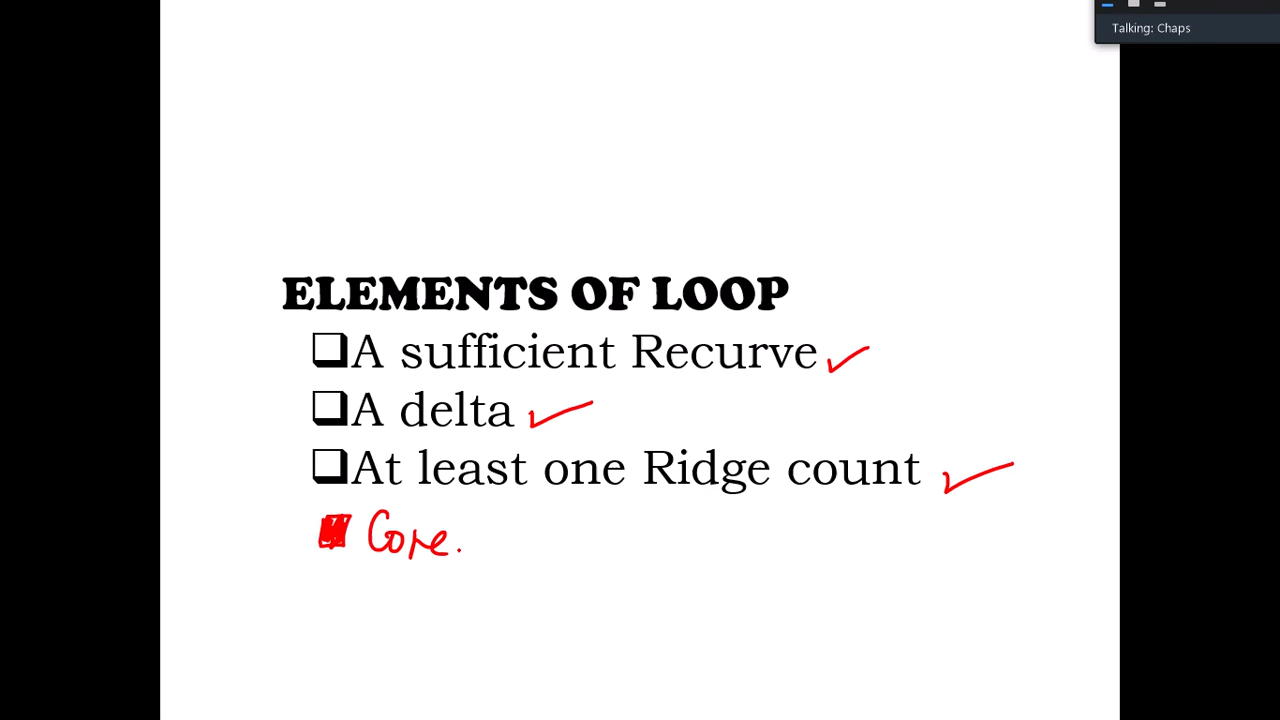 Talking: Chaps
ELEMENTS OF LOOP
❑A sufficient Recurve
❑A delta
❑At least one Ridge count
Core.